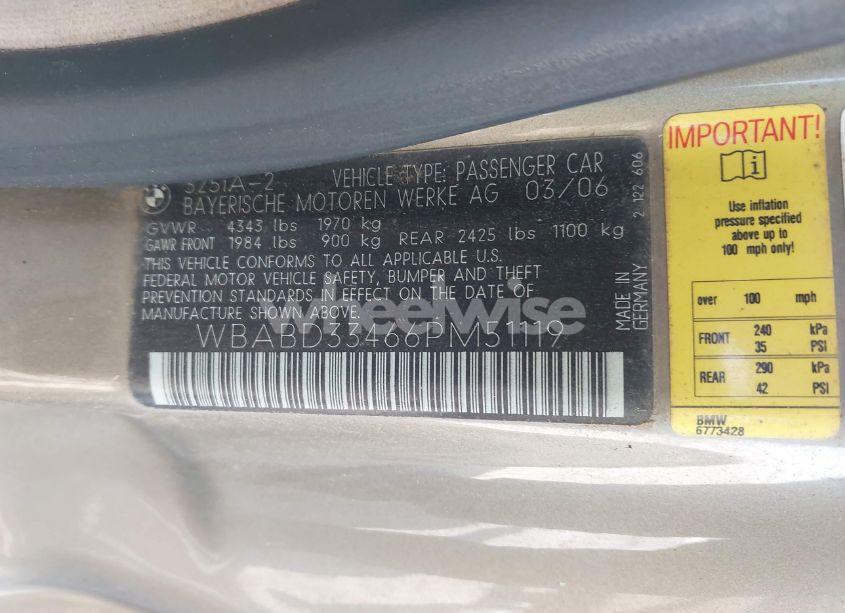 3251A-2 VEHICLE TYPE: PASSENGER CAR
BAYERISCHE MOTOREN WERKE AG 03/06
GVWR 4343 lbs 1970 kg
GAWR FRONT 1984 lbs 900 kg REAR 2425 lbs 1100 kg
THIS VEHICLE CONFORMS TO ALL APPLICABLE U.S.
FEDERAL MOTOR VEHICLE SAFETY, BUMPER AND THEFT
PREVENTION STANDARDS IN EFFECT ON THE DATE OF
MANUFACTURE SHOWN ABOVE.
WBABD33466PM51119
2 122 606
MADE IN
GERMANY
wheelwise
IMPORTANT!
Use inflation
pressure specified
above up to
100 mph only!
over 100 mph
FRONT 240 kPa
35 PSI
REAR 290 kPa
42 PSI
BMW
6773428